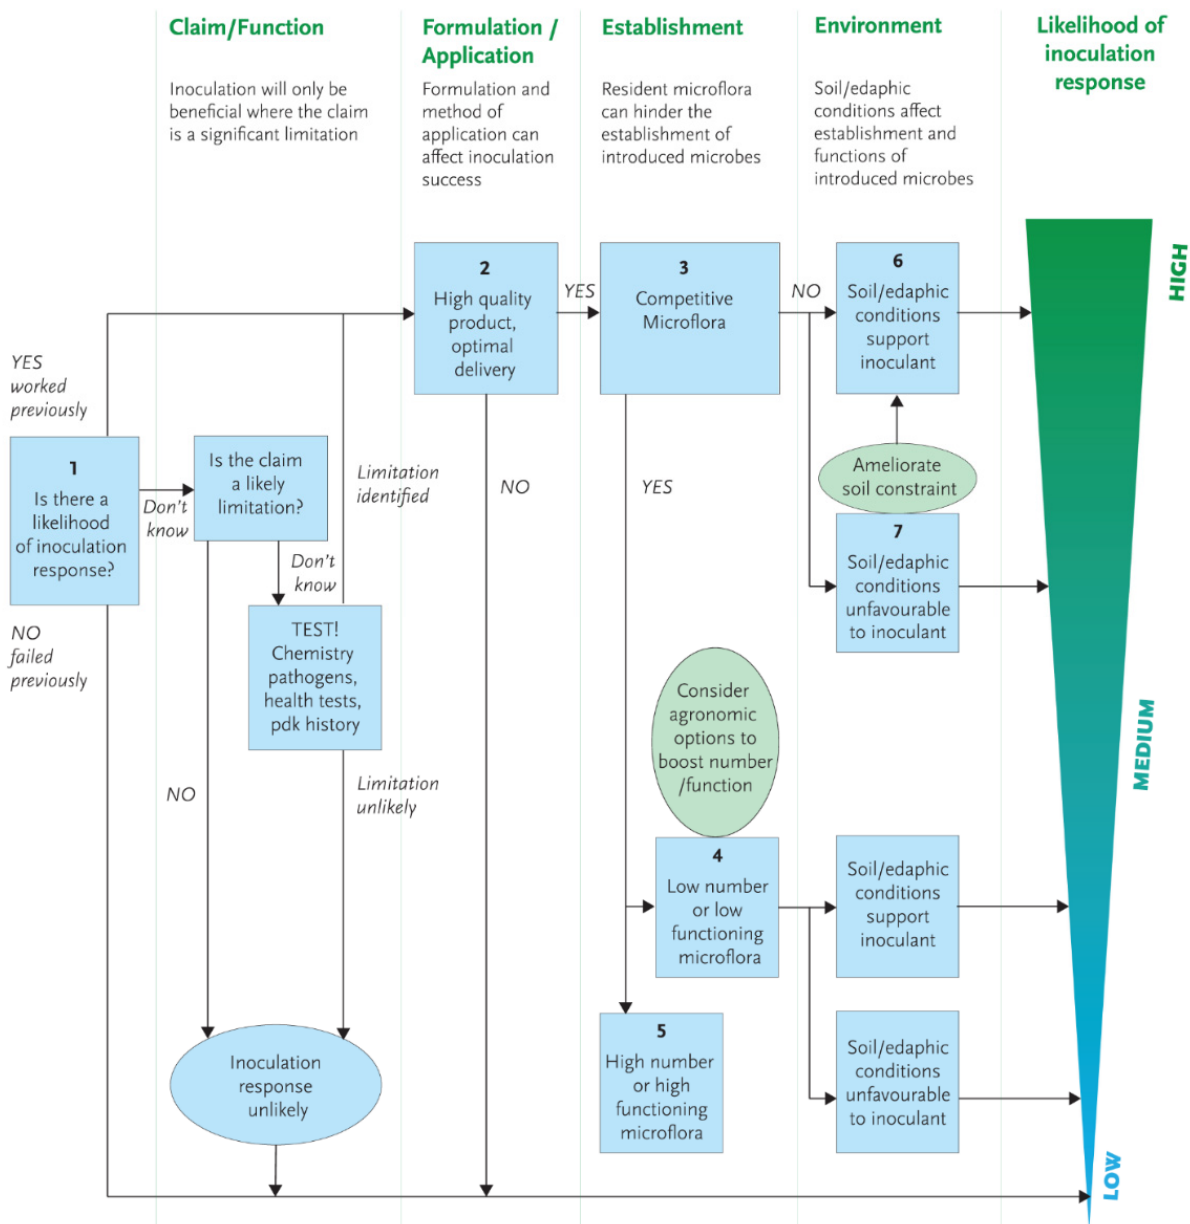 Claim/Function
Inoculation will only be
beneficial where the claim
is a significant limitation
Formulation /
Application
Formulation and
method of
application can
affect inoculation
success
Establishment
Resident microflora
can hinder the
establishment of
introduced microbes
Environment
Soil/edaphic
conditions affect
establishment and
functions of
introduced microbes
Likelihood of
inoculation
response
YES
worked
previously
1
Is there a
likelihood
of inoculation
response?
NO
failed
previously
Don't
know
Is the claim
a likely
limitation?
Don't
know
TEST!
Chemistry
pathogens,
health tests,
pdk history
Limitation
identified
Limitation
unlikely
NO
Inoculation
response
unlikely
2
High quality
product,
optimal
delivery
YES
NO
3
Competitive
Microflora
NO
YES
Consider
agronomic
options to
boost number
/function
4
Low number
or low
functioning
microflora
5
High number
or high
functioning
microflora
6
Soil/edaphic
conditions
support
inoculant
Ameliorate
soil constraint
7
Soil/edaphic
conditions
unfavourable
to inoculant
Soil/edaphic
conditions
support
inoculant
Soil/edaphic
conditions
unfavourable
to inoculant
HIGH
MEDIUM
LOW